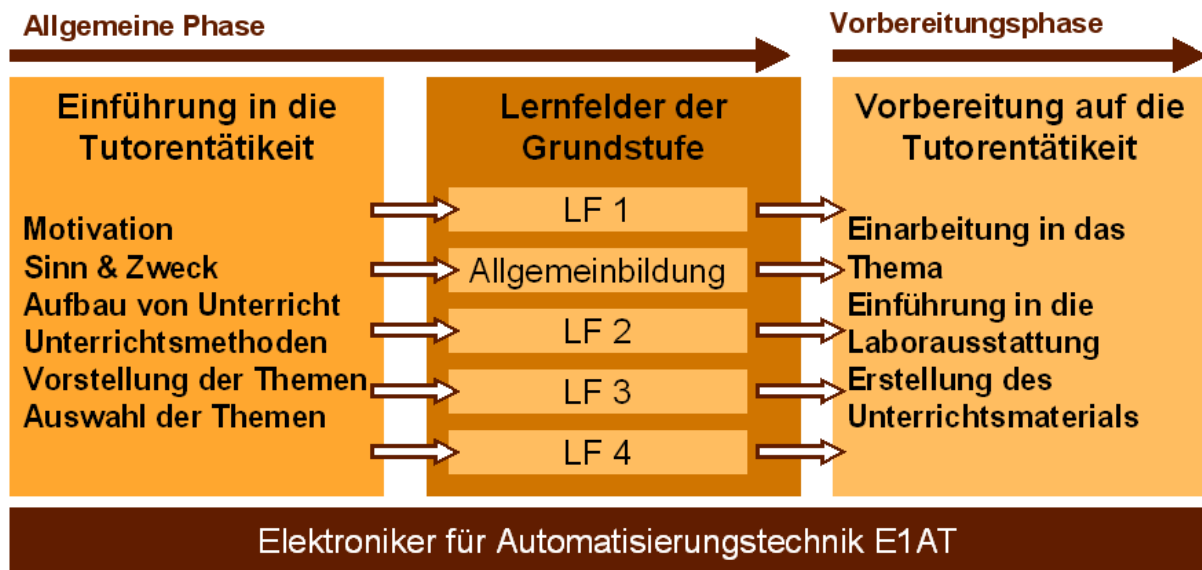 Allgemeine Phase
Vorbereitungsphase
Einführung in die
Tutorentätikeit
Motivation
Sinn & Zweck
Aufbau von Unterricht
Unterrichtsmethoden
Vorstellung der Themen
Auswahl der Themen
Lernfelder der
Grundstufe
LF 1
Allgemeinbildung
LF 2
LF 3
LF 4
Vorbereitung auf die
Tutorentätikeit
Einarbeitung in das
Thema
Einführung in die
Laborausstattung
Erstellung des
Unterrichtsmaterials
Elektroniker für Automatisierungstechnik E1AT